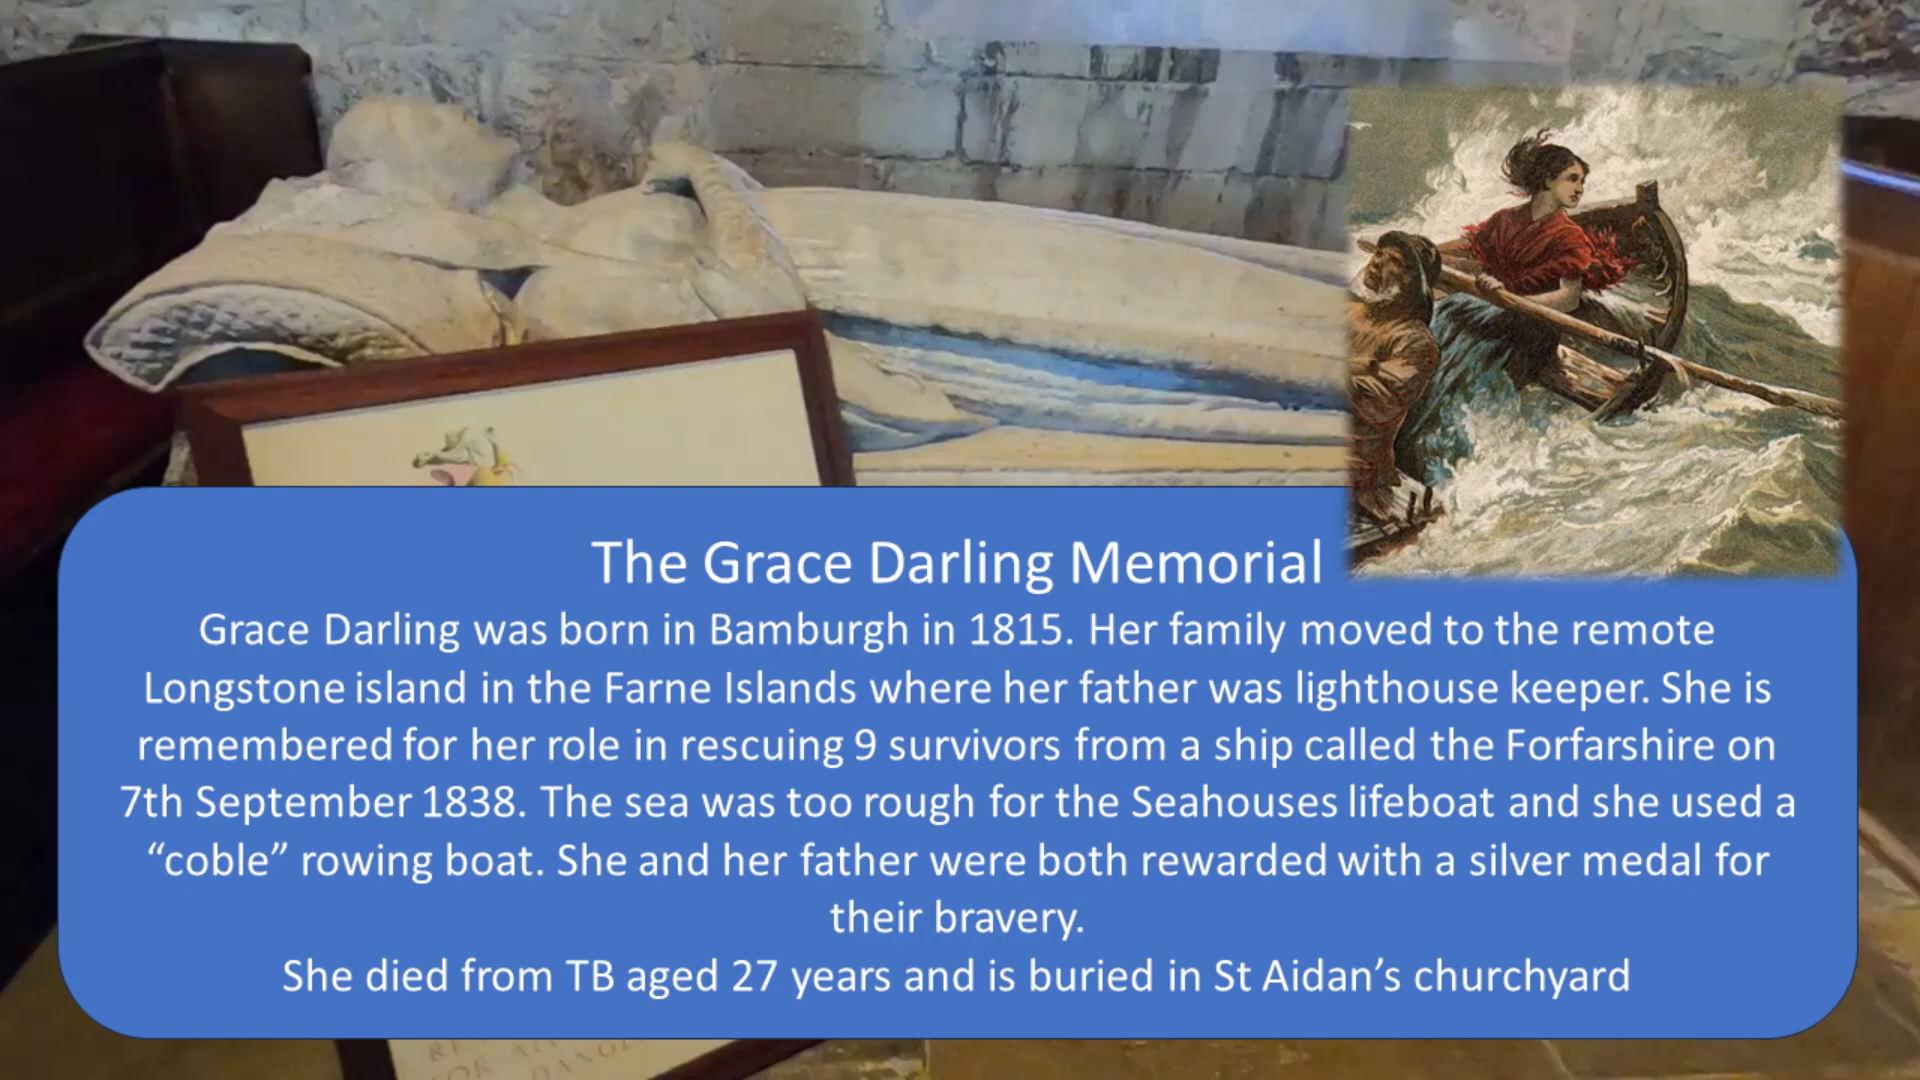 The Grace Darling Memorial
Grace Darling was born in Bamburgh in 1815. Her family moved to the remote
Longstone island in the Farne Islands where her father was lighthouse keeper. She is
remembered for her role in rescuing 9 survivors from a ship called the Forfarshire on
7th September 1838. The sea was too rough for the Seahouses lifeboat and she used a
“coble” rowing boat. She and her father were both rewarded with a silver medal for
their bravery.
She died from TB aged 27 years and is buried in St Aidan’s churchyard
FOR